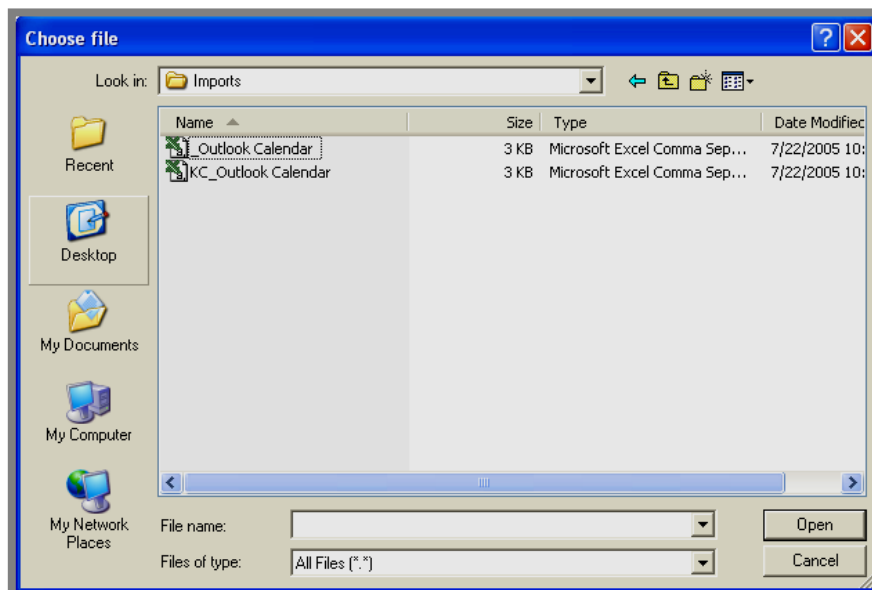 Choose file
Look in: Imports
Name Size Type Date Modified
_Outlook Calendar 3 KB Microsoft Excel Comma Sep... 7/22/2005 10:
KC_Outlook Calendar 3 KB Microsoft Excel Comma Sep... 7/22/2005 10:
Recent
Desktop
My Documents
My Computer
My Network
Places
File name:
Open
Files of type: All Files (*.*)
Cancel